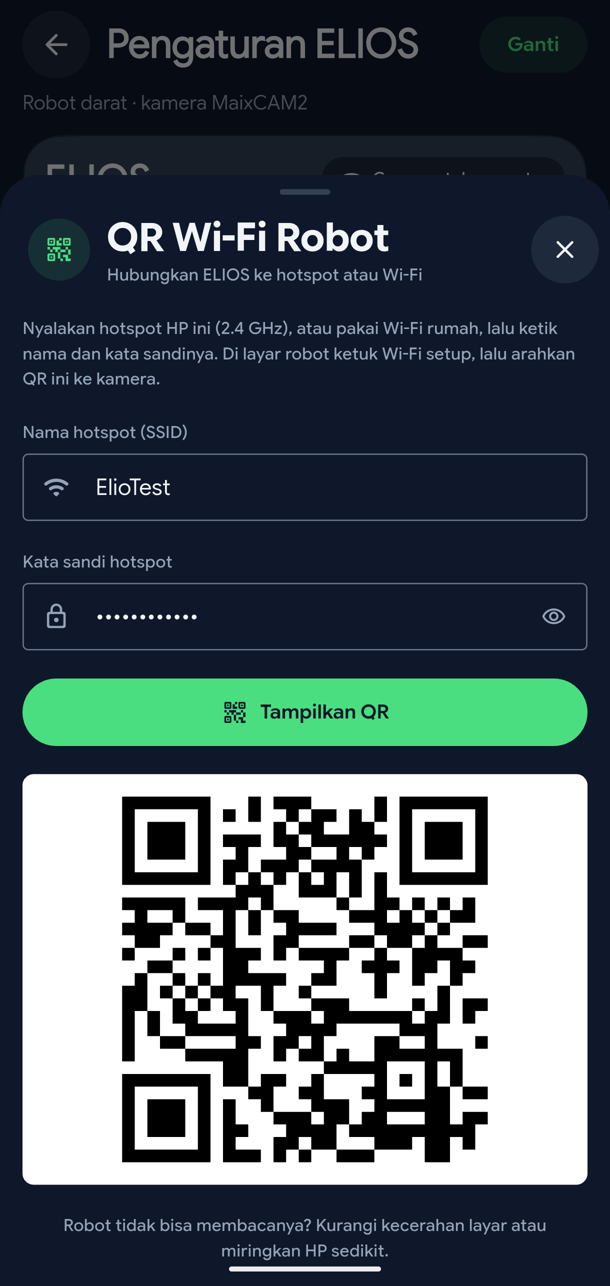 Pengaturan ELIOS
Ganti
Robot darat · kamera MaixCAM2
ELIOS
QR Wi-Fi Robot
Hubungkan ELIOS ke hotspot atau Wi-Fi
Nyalakan hotspot HP ini (2.4 GHz), atau pakai Wi-Fi rumah, lalu ketik
nama dan kata sandinya. Di layar robot ketuk Wi-Fi setup, lalu arahkan
QR ini ke kamera.
Nama hotspot (SSID)
ElioTest
Kata sandi hotspot
••••••••••••
Tampilkan QR
Robot tidak bisa membacanya? Kurangi kecerahan layar atau
miringkan HP sedikit.